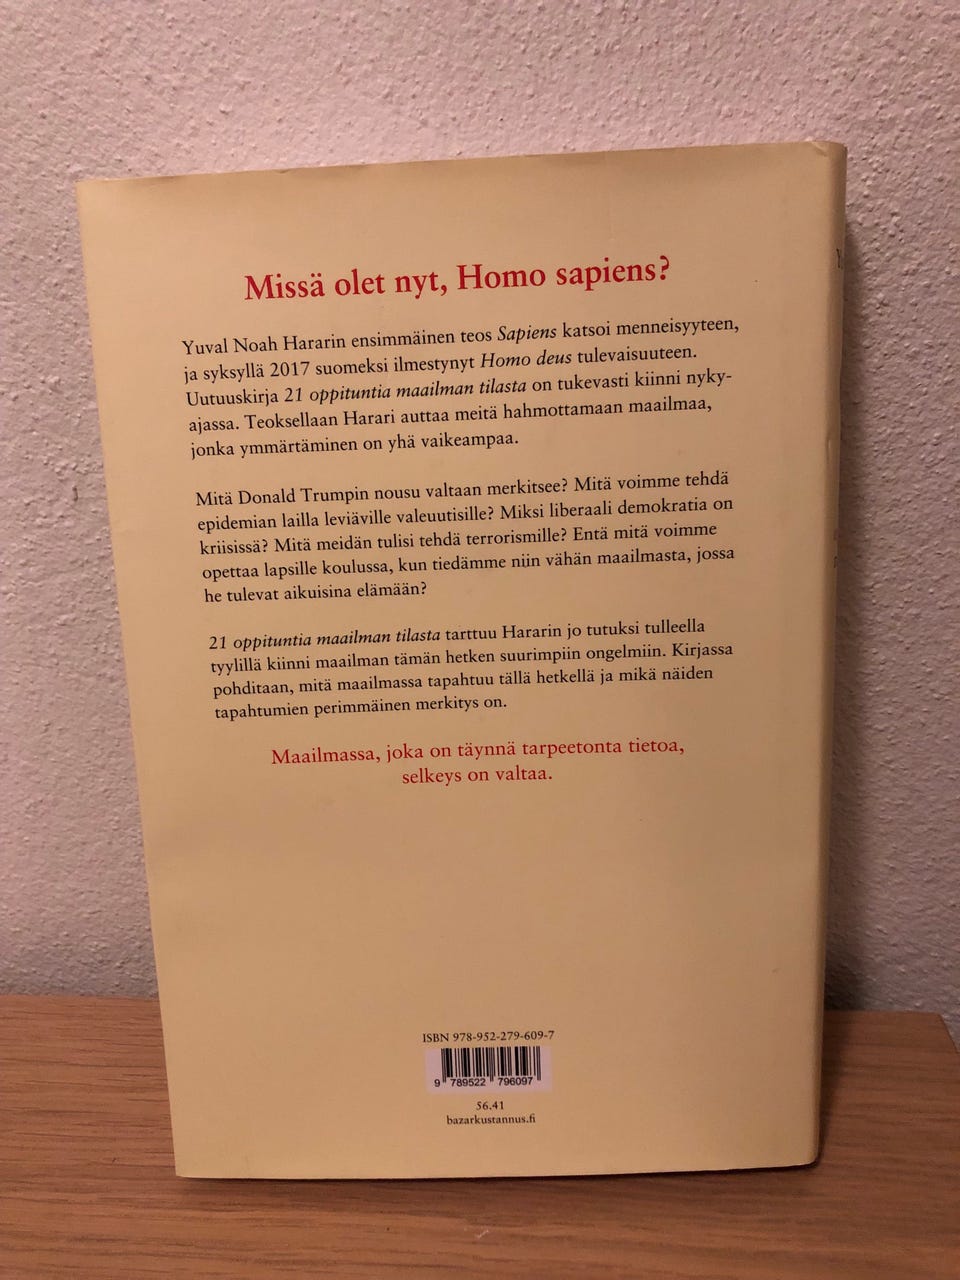 Missä olet nyt, Homo sapiens?
Yuval Noah Hararin ensimmäinen teos Sapiens katsoi menneisyyteen,
ja syksyllä 2017 suomeksi ilmestynyt Homo deus tulevaisuuteen.
Uutuuskirja 21 oppituntia maailman tilasta on tukevasti kiinni nyky-
ajassa. Teoksellaan Harari auttaa meitä hahmottamaan maailmaa,
jonka ymmärtäminen on yhä vaikeampaa.
Mitä Donald Trumpin nousu valtaan merkitsee? Mitä voimme tehdä
epidemian lailla leviäville valeuutisille? Miksi liberaali demokratia on
kriisissä? Mitä meidän tulisi tehdä terrorismille? Entä mitä voimme
opettaa lapsille koulussa, kun tiedämme niin vähän maailmasta, jossa
he tulevat aikuisina elämään?
21 oppituntia maailman tilasta tarttuu Hararin jo tutuksi tulleella
tyylillä kiinni maailman tämän hetken suurimpiin ongelmiin. Kirjassa
pohditaan, mitä maailmassa tapahtuu tällä hetkellä ja mikä näiden
tapahtumien perimmäinen merkitys on.
Maailmassa, joka on täynnä tarpeetonta tietoa,
selkeys on valtaa.
ISBN 978-952-279-609-7
9 789522 796097
56.41
bazarkustannus.fi